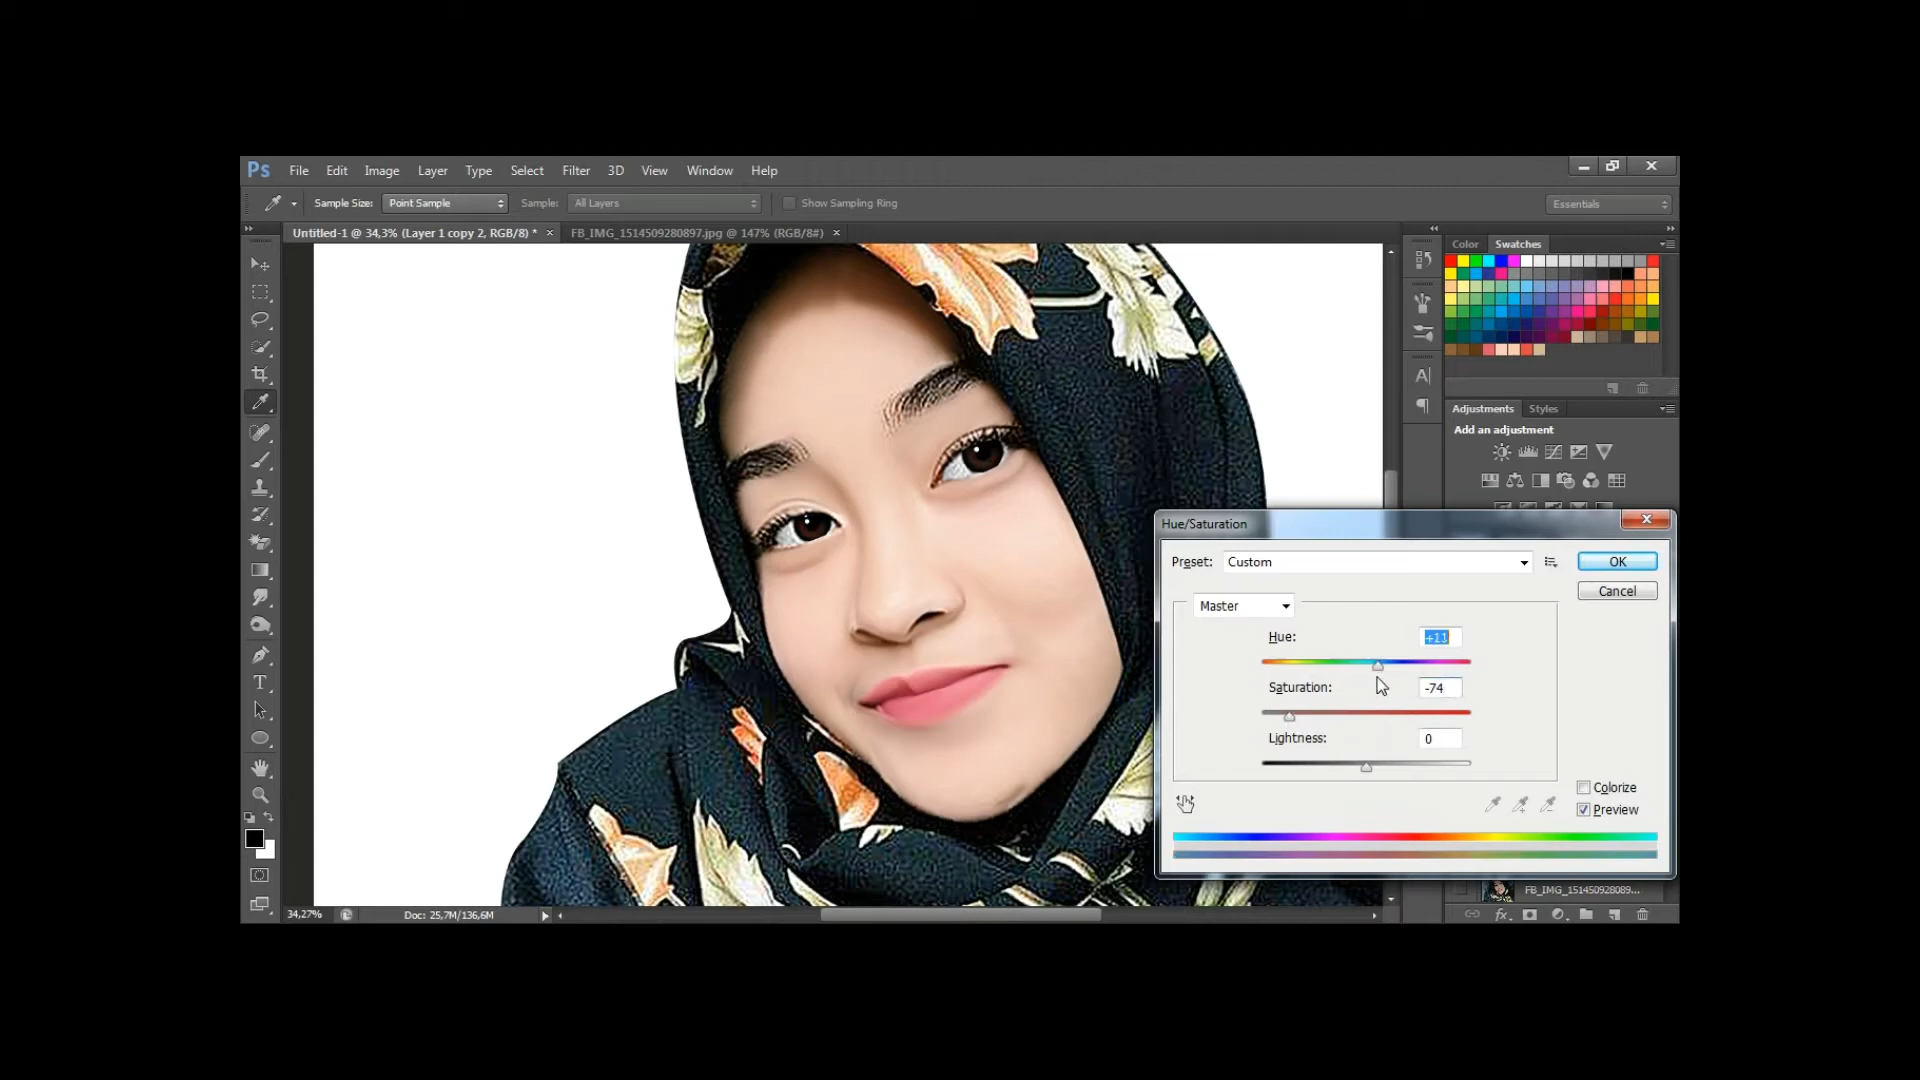 Ps File Edit Image Layer Type Select Filter 3D View Window Help
Sample Size: Point Sample Sample: All Layers Show Sampling Ring Essentials
Untitled-1 @ 34,3% (Layer 1 copy 2, RGB/8) * × FB_IMG_1514509280897.jpg @ 147% (RGB/8#) ×
Color Swatches
Adjustments Styles
Add an adjustment
Hue/Saturation
Preset: Custom OK
Cancel
Master
Hue: +11
Saturation: -74
Lightness: 0
Colorize
Preview
FB_IMG_151450928089...
34,27% Doc: 25,7M/136,6M